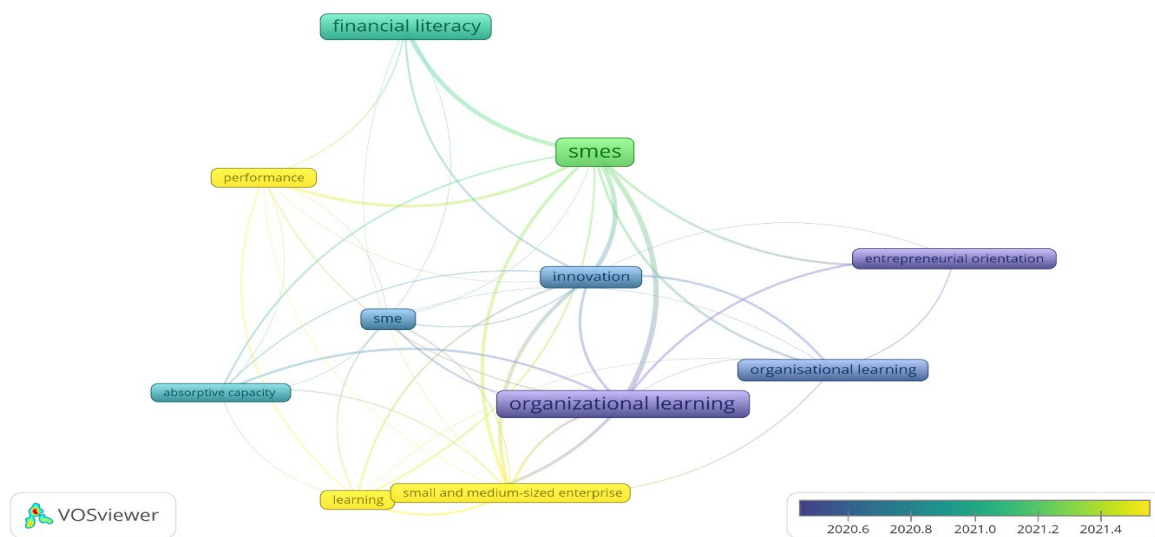 financial literacy
smes
performance
entrepreneurial orientation
innovation
sme
organisational learning
absorptive capacity
organizational learning
learning
small and medium-sized enterprise
VOSviewer
2020.6 2020.8 2021.0 2021.2 2021.4